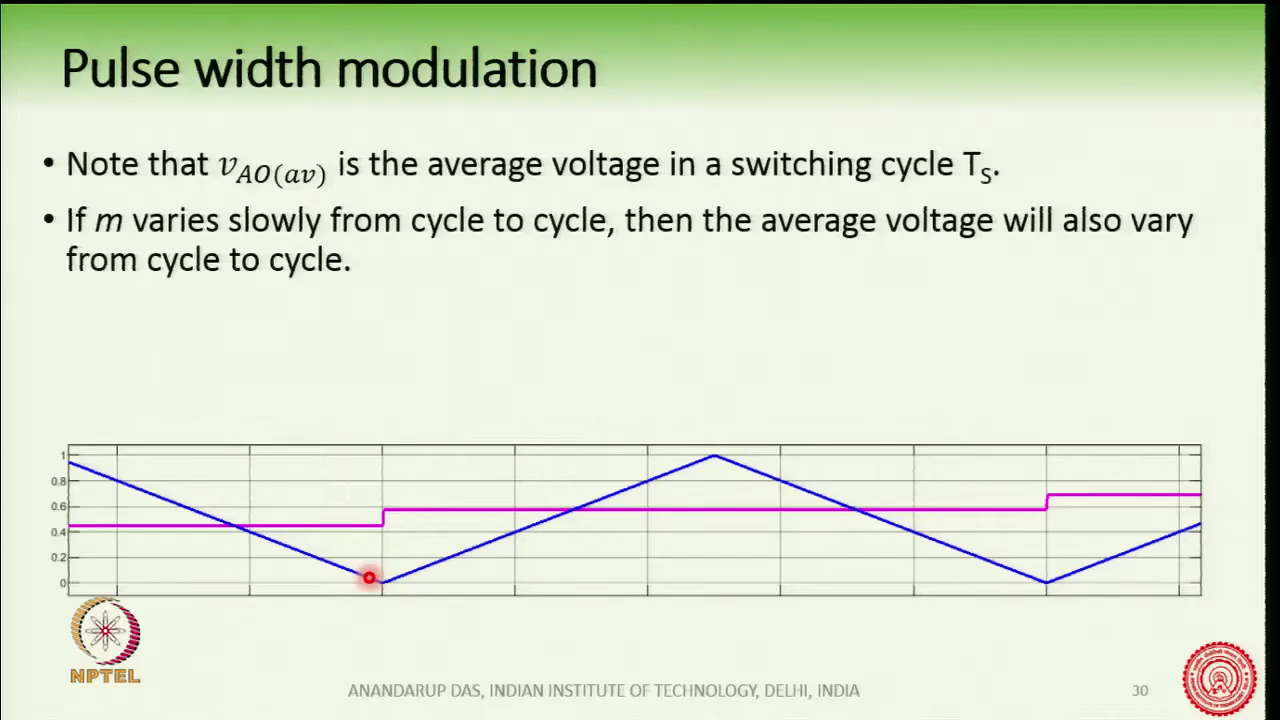 Pulse width modulation
• Note that v_AO(av) is the average voltage in a switching cycle T_S.
• If m varies slowly from cycle to cycle, then the average voltage will also vary
from cycle to cycle.
1
0.8
0.6
0.4
0.2
0
NPTEL
ANANDARUP DAS, INDIAN INSTITUTE OF TECHNOLOGY, DELHI, INDIA
30